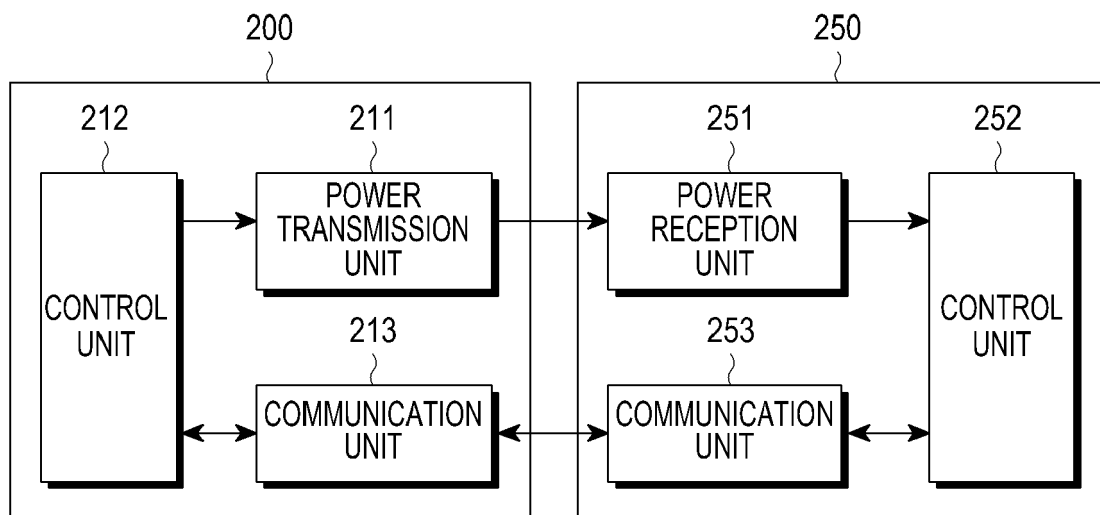 200
250
212
211
251
252
POWER
TRANSMISSION
UNIT
POWER
RECEPTION
UNIT
CONTROL
UNIT
CONTROL
UNIT
213
253
COMMUNICATION
UNIT
COMMUNICATION
UNIT